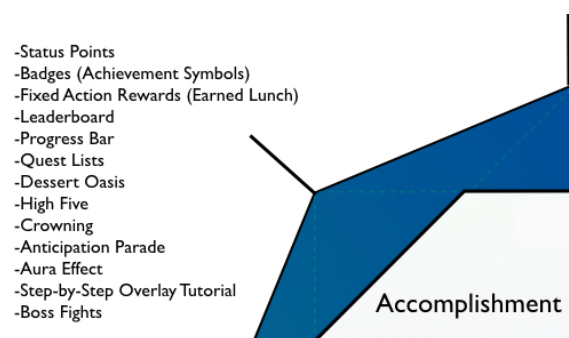 -Status Points
-Badges (Achievement Symbols)
-Fixed Action Rewards (Earned Lunch)
-Leaderboard
-Progress Bar
-Quest Lists
-Dessert Oasis
-High Five
-Crowning
-Anticipation Parade
-Aura Effect
-Step-by-Step Overlay Tutorial
-Boss Fights
Accomplishment